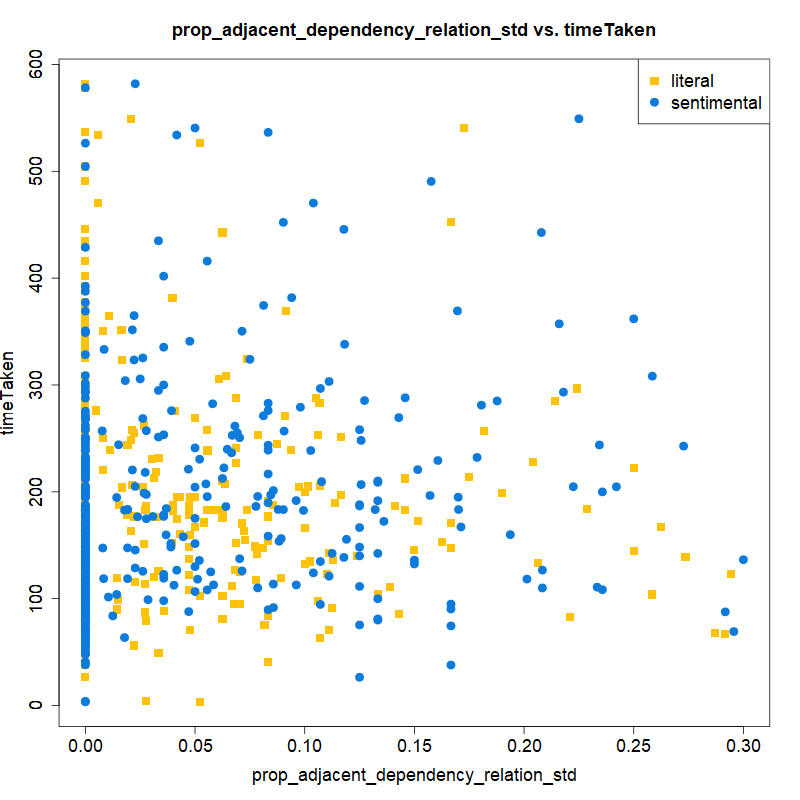 prop_adjacent_dependency_relation_std vs. timeTaken
literal
sentimental
600
500
400
300
200
100
0
timeTaken
0.00 0.05 0.10 0.15 0.20 0.25 0.30
prop_adjacent_dependency_relation_std